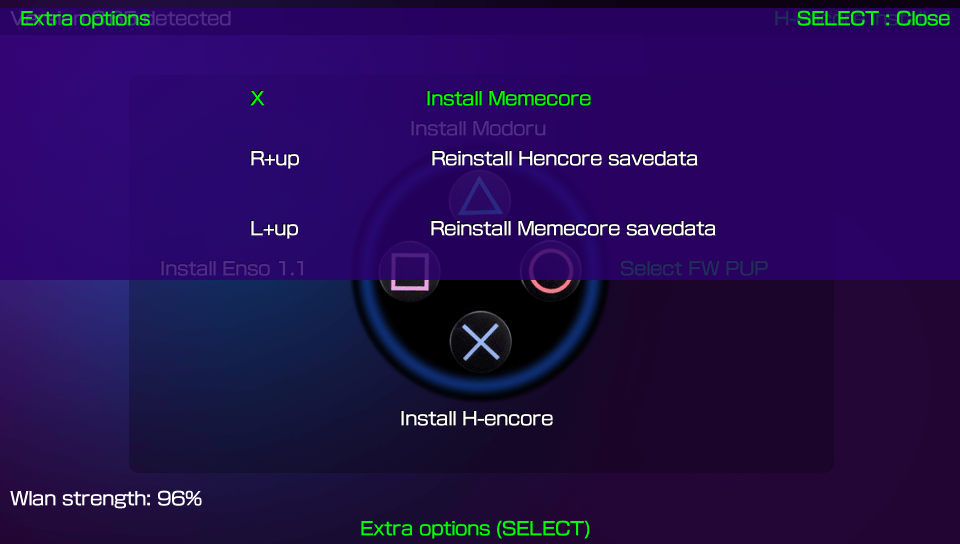 Extra options
SELECT : Close
X Install Memecore
Install Modoru
R+up Reinstall Hencore savedata
L+up Reinstall Memecore savedata
Install Enso 1.1
Select FW PUP
Install H-encore
Wlan strength: 96%
Extra options (SELECT)